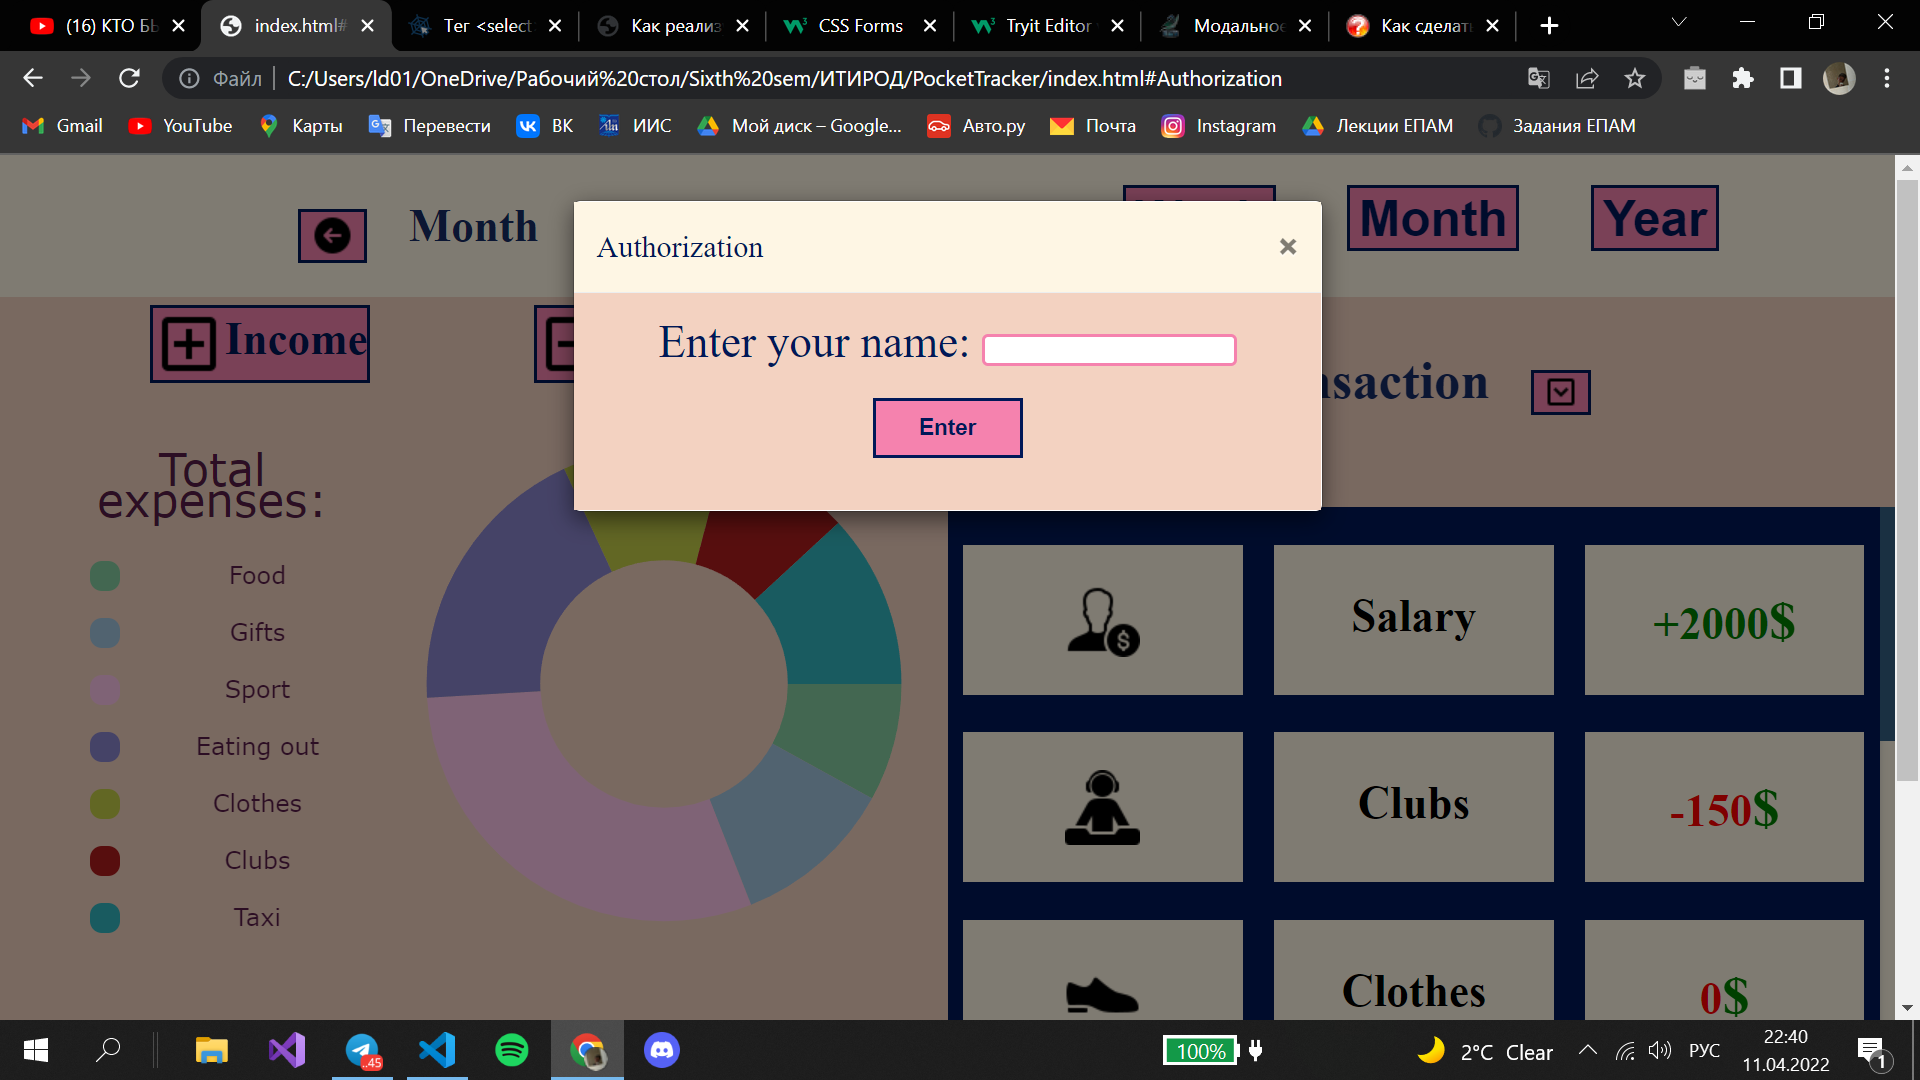 (16) КТО БЬ
index.html#
Тег <select
Как реализ
CSS Forms
Tryit Editor
Модальное
Как сделать
Файл
C:/Users/ld01/OneDrive/Рабочий%20стол/Sixth%20sem/ИТИРОД/PocketTracker/index.html#Authorization
Gmail
YouTube
Карты
Перевести
ВК
ИИС
Мой диск – Google...
Авто.ру
Почта
Instagram
Лекции ЕПАМ
Задания ЕПАМ
Month
Month
Year
Authorization
×
Income
Enter your name:
nsaction
Enter
Total
expenses:
Food
Gifts
Sport
Eating out
Clothes
Clubs
Taxi
Salary
+2000$
Clubs
-150$
Clothes
0$
..45
100%
2°C Clear
РУС
22:40
11.04.2022
1